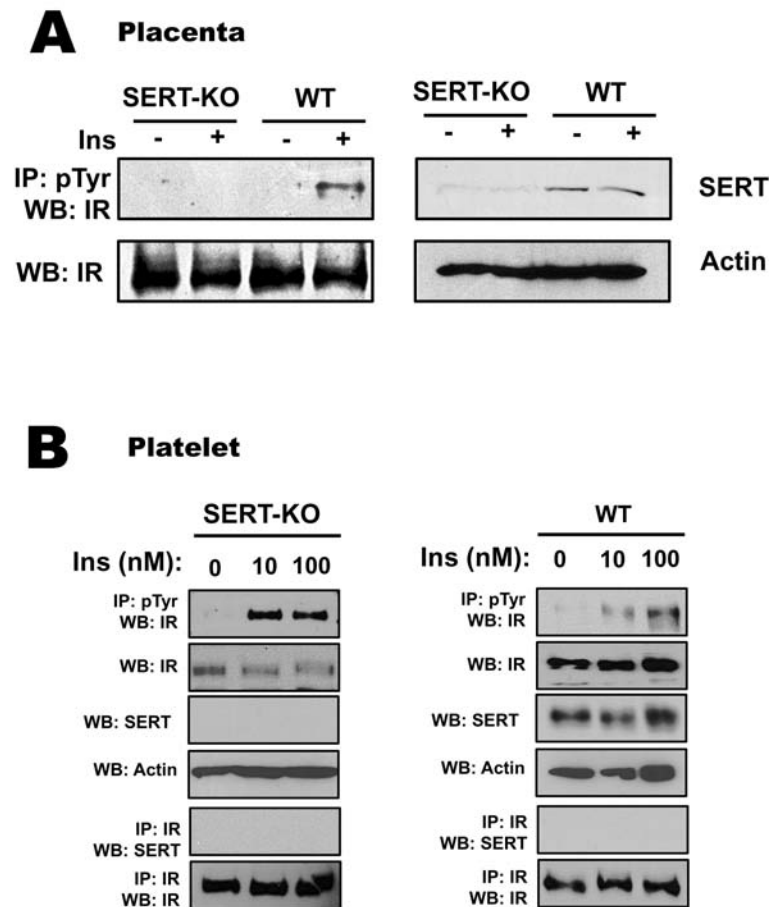 A Placenta
SERT-KO WT SERT-KO WT
Ins - + - + - + - +
IP: pTyr
WB: IR
SERT
WB: IR
Actin
B Platelet
SERT-KO
Ins (nM): 0 10 100
IP: pTyr
WB: IR
WB: IR
WB: SERT
WB: Actin
IP: IR
WB: SERT
IP: IR
WB: IR
WT
Ins (nM): 0 10 100
IP: pTyr
WB: IR
WB: IR
WB: SERT
WB: Actin
IP: IR
WB: SERT
IP: IR
WB: IR